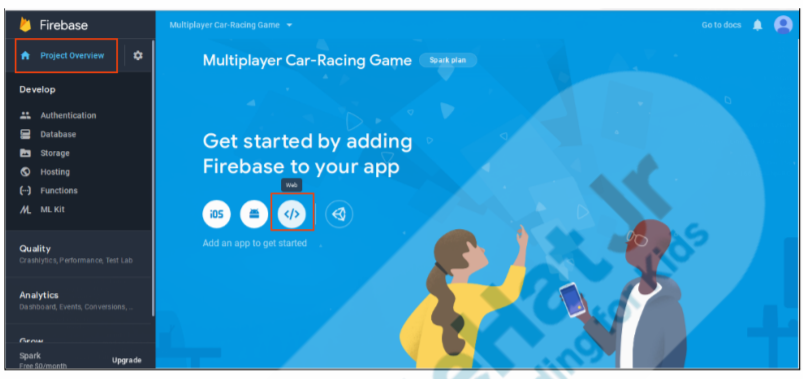 Firebase
Multiplayer Car-Racing Game
Go to docs
Project Overview
Multiplayer Car-Racing Game
Spark plan
Develop
Authentication
Database
Storage
Hosting
Functions
ML Kit
Get started by adding
Firebase to your app
Web
iOS
</>
Add an app to get started
Quality
Crashlytics, Performance, Test Lab
Analytics
Dashboard, Events, Conversions, ...
Grow
Spark
Free $0/month
Upgrade
hat Jr
ding for Kids